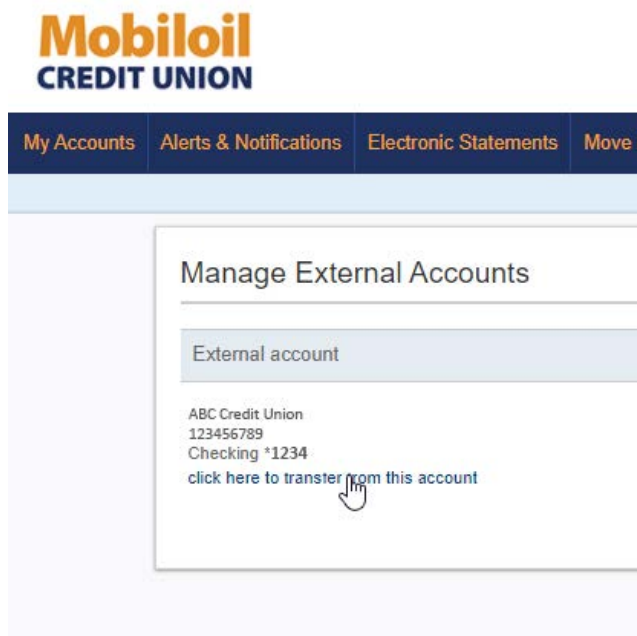 Mobiloil
CREDIT UNION
My Accounts Alerts & Notifications Electronic Statements Move
Manage External Accounts
External account
ABC Credit Union
123456789
Checking *1234
click here to transfer from this account